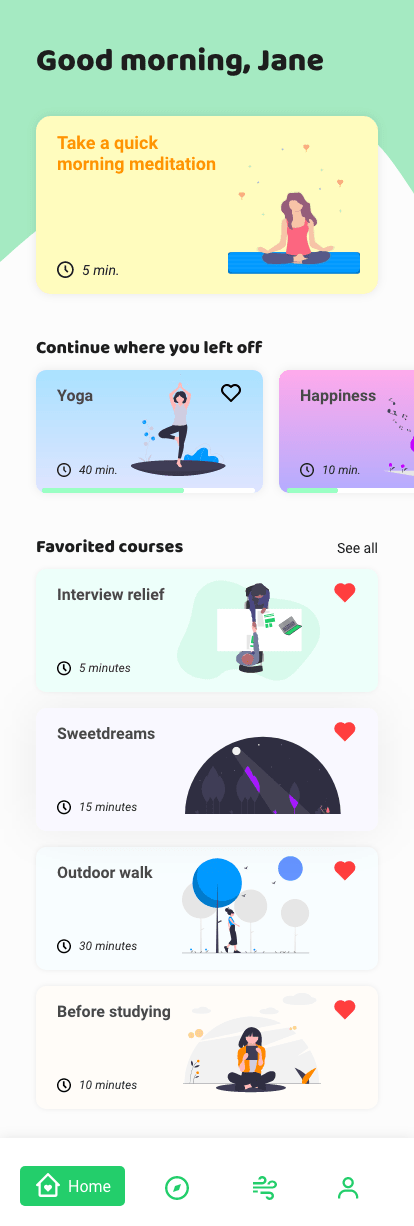 Good morning, Jane
Take a quick
morning meditation
5 min.
Continue where you left off
Yoga
40 min.
Happiness
10 min.
Favorited courses
See all
Interview relief
5 minutes
Sweetdreams
15 minutes
Outdoor walk
30 minutes
Before studying
10 minutes
Home